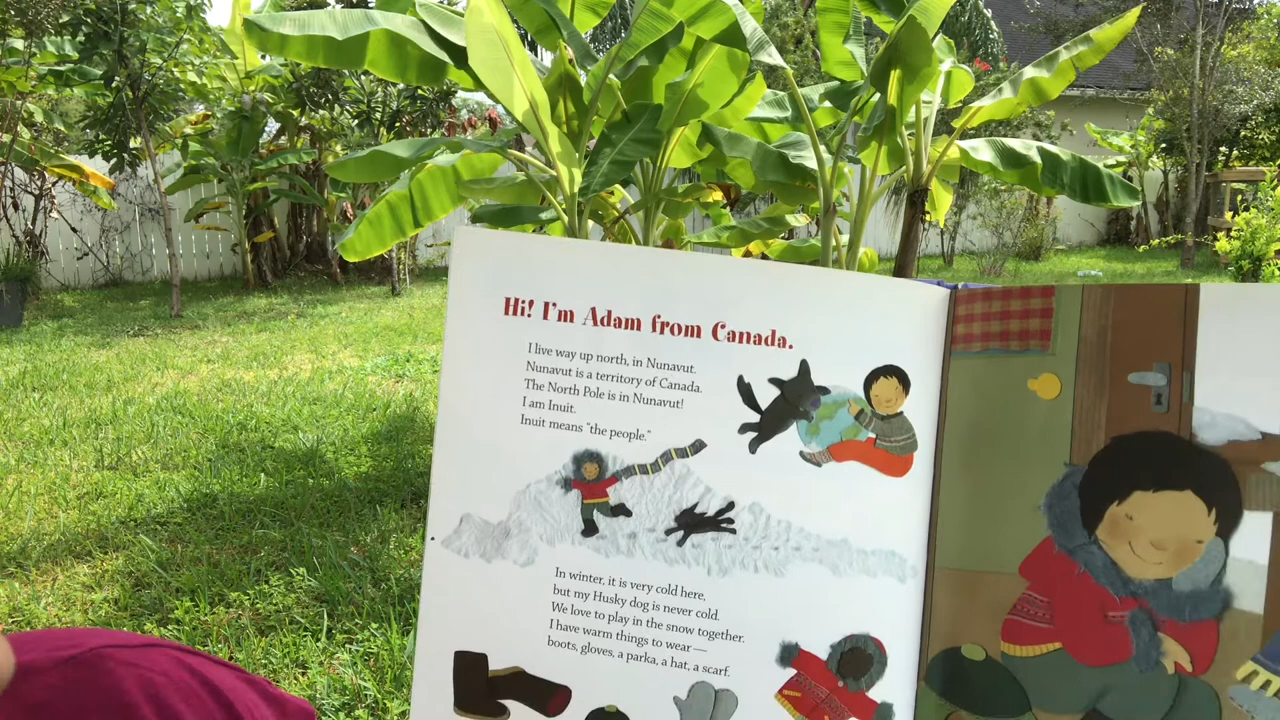 Hi! I'm Adam from Canada.
I live way up north, in Nunavut.
Nunavut is a territory of Canada.
The North Pole is in Nunavut!
I am Inuit.
Inuit means "the people."
In winter, it is very cold here,
but my Husky dog is never cold.
We love to play in the snow together.
I have warm things to wear—
boots, gloves, a parka, a hat, a scarf.